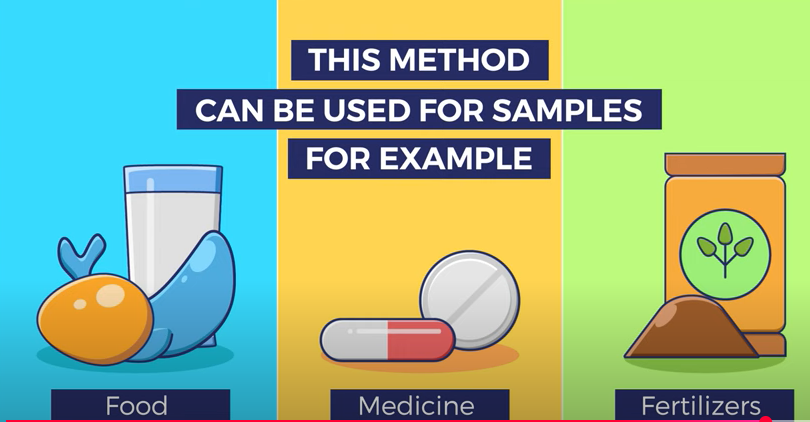 THIS METHOD
CAN BE USED FOR SAMPLES
FOR EXAMPLE
Food
Medicine
Fertilizers